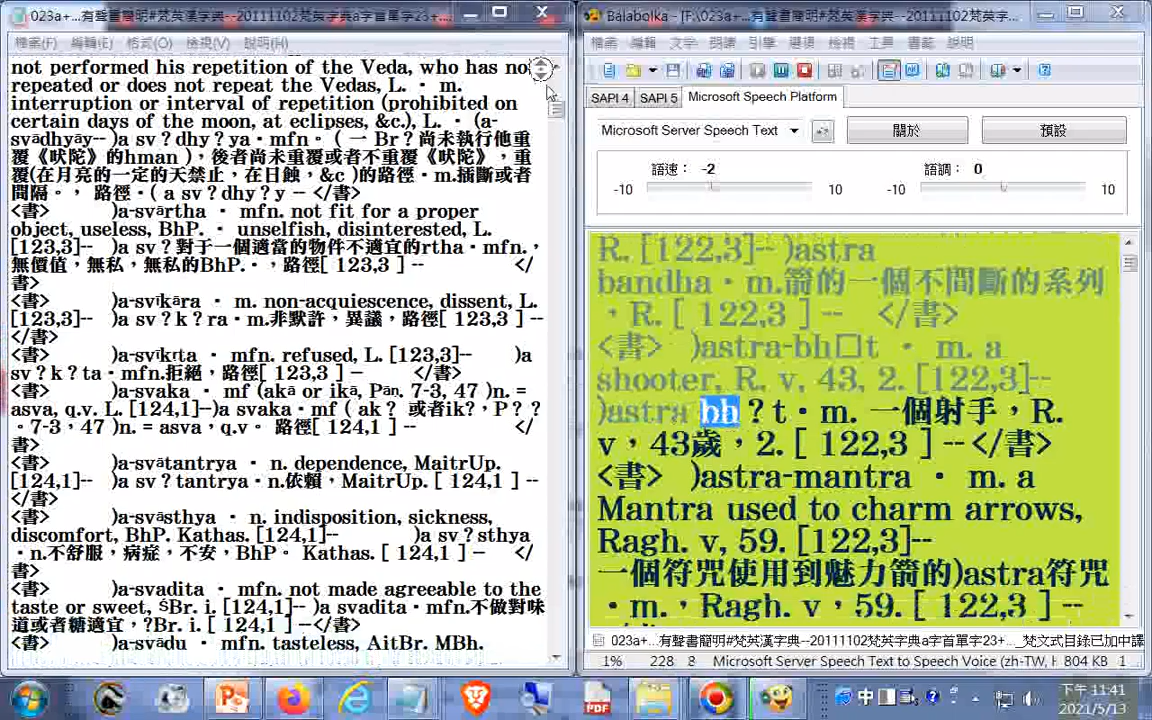 023a+...有聲書簡明#梵英漢字典--20111102梵英字典a字首單字23+...
檔案(F) 編輯(E) 格式(O) 檢視(V) 說明(H)
not performed his repetition of the Veda, who has no
repeated or does not repeat the Vedas, L. · m.
interruption or interval of repetition (prohibited on
certain days of the moon, at eclipses, &c.), L. · (a-
svādhyāy--)a sv?dhy?ya·mfn。( 一 Br?尚未執行他重
覆《吠陀》的hman ),後者尚未重覆或者不重覆《吠陀》,重
覆(在月亮的一定的天禁止,在日蝕,&c )的路徑·m.插斷或者
間隔。,路徑·( a sv?dhy?y -- </書>
<書> )a-svārtha · mfn. not fit for a proper
object, useless, BhP. · unselfish, disinterested, L.
[123,3]-- )a sv?對于一個適當的物件不適宜的rtha·mfn.,
無價值,無私,無私的BhP.·,路徑[ 123,3 ] -- </
書>
<書> )a-svīkāra · m. non-acquiescence, dissent, L.
[123,3]-- )a sv?k?ra·m.非默許,異議,路徑[ 123,3 ] --
</書>
<書> )a-svīkṛta · mfn. refused, L. [123,3]-- )a
sv?k?ta·mfn.拒絕,路徑[ 123,3 ] </書>
<書> )a-svaka · mf (akā or ikā, Pāṇ. 7-3, 47 )n. =
asva, q.v. L. [124,1]--)a svaka·mf ( ak? 或者ik?,P??
。7-3,47 )n. = asva,q.v。路徑[ 124,1 ] </書>
<書> )a-svātantrya · n. dependence, MaitrUp.
[124,1]-- )a sv?tantrya·n.依賴,MaitrUp. [ 124,1 ] --
</書>
<書> )a-svāsthya · n. indisposition, sickness,
discomfort, BhP. Kathas. [124,1]-- )a sv?sthya
·n.不舒服,病症,不安,BhP。Kathas. [ 124,1 ] -- </
書>
<書> )a-svadita · mfn. not made agreeable to the
taste or sweet, ŚBr. i. [124,1]-- )a svadita·mfn.不做對味
道或者糖適宜,?Br. i. [ 124,1 ] --</書>
<書> )a-svādu · mfn. tasteless, AitBr. MBh.
Balabolka - [F:\023a+...有聲書簡明#梵英漢字典--20111102梵英字...
檔案 編輯 文字 朗讀 引擎 選項 檢視 工具 書籤 說明
SAPI 4 SAPI 5 Microsoft Speech Platform
Microsoft Server Speech Text 關於 預設
語速: -2 語調: 0
-10 10 -10 10
R. [122,3]-- )astra
bandha·m.箭的一個不間斷的系列
,R. [ 122,3 ] -- </書>
<書> )astra-bh□t · m. a
shooter, R. v, 43, 2. [122,3]--
)astra bh?t·m. 一個射手,R.
v,43歲,2. [ 122,3 ] --</書>
<書> )astra-mantra · m. a
Mantra used to charm arrows,
Ragh. v, 59. [122,3]--
一個符咒使用到魅力箭的)astra符咒
·m.,Ragh. v,59. [ 122,3 ] --
023a+...有聲書簡明#梵英漢字典--20111102梵英字典a字首單字23+..._梵文式目錄已加中譯
1% 228 8 Microsoft Server Speech Text to Speech Voice (zh-TW, H 804 KB 1
中
下午 11:41
2021/5/13